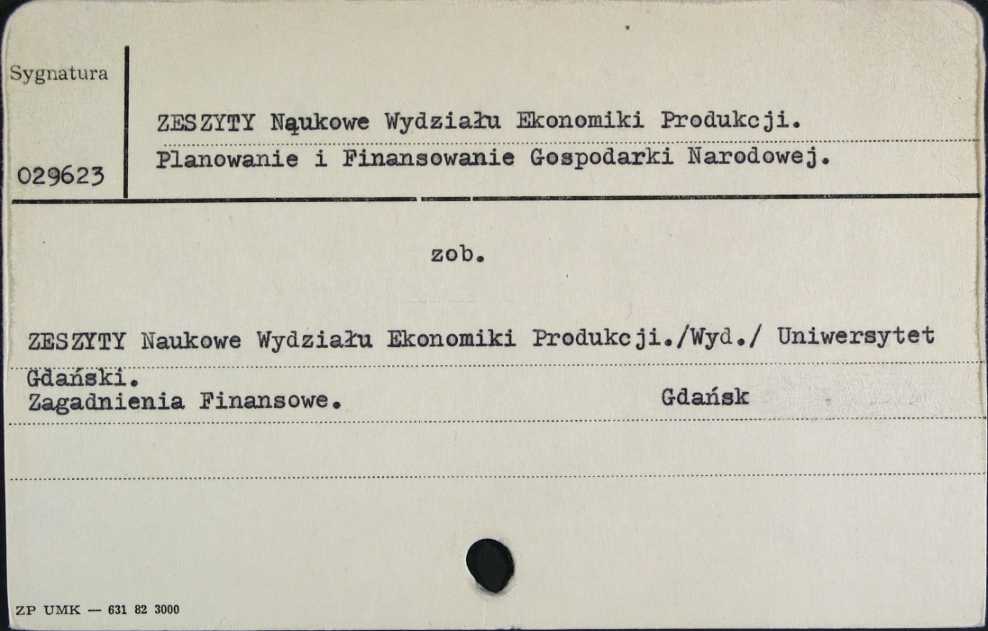 Sygnatura
029623
ZESZYTY Nąukowe Wydziału Ekonomiki Produkcji.
Planowanie i Finansowanie Gospodarki Narodowej.
zob.
ZESZYTY Naukowe Wydziału Ekonomiki Produkcji./Wyd./ Uniwersytet
Gdański.
Zagadnienia Finansowe. Gdańsk
ZP UMK — 631 82 3000